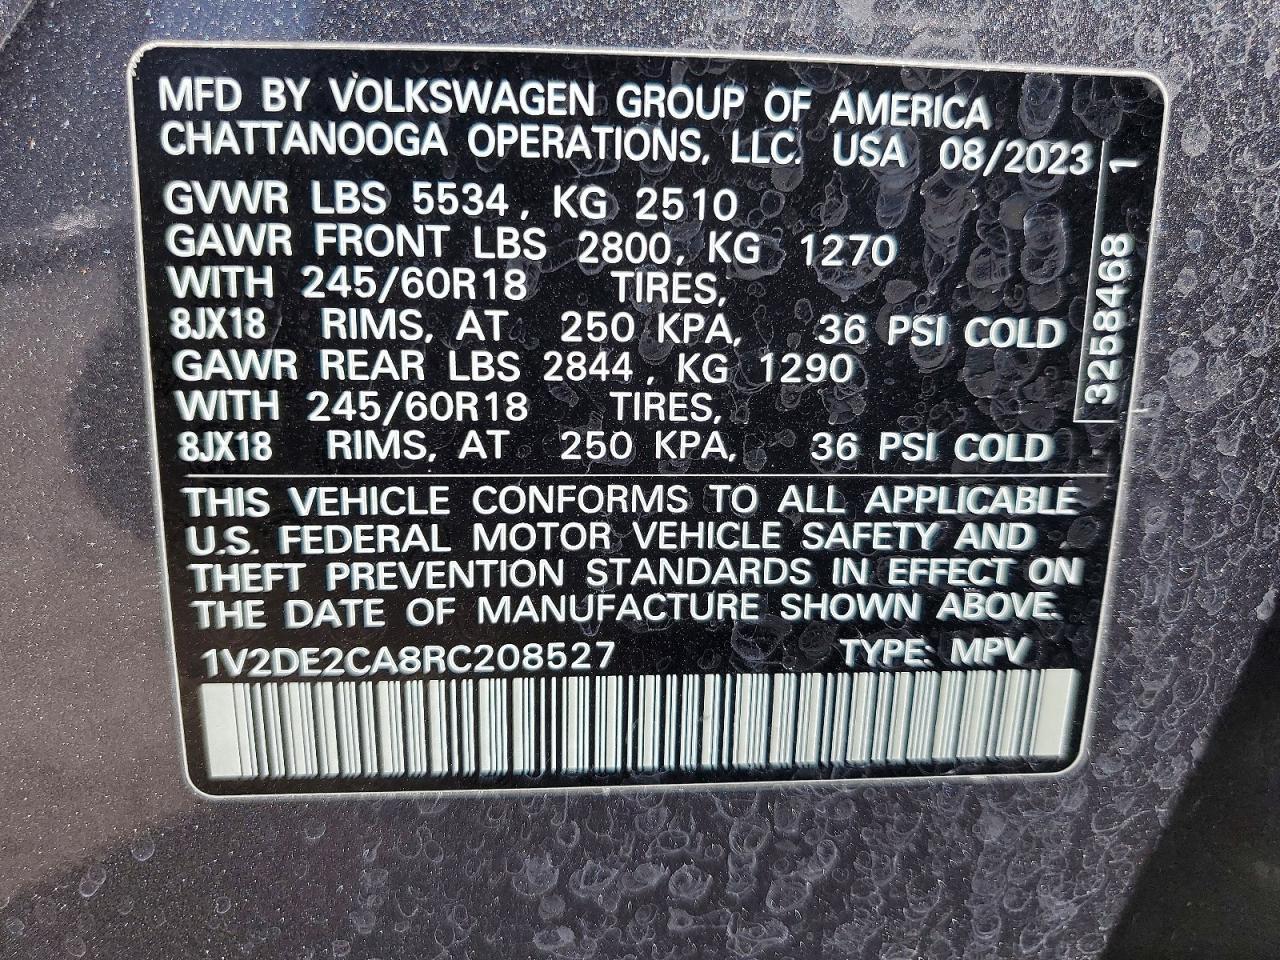 MFD BY VOLKSWAGEN GROUP OF AMERICA
CHATTANOOGA OPERATIONS, LLC. USA 08/2023
GVWR LBS 5534, KG 2510
GAWR FRONT LBS 2800, KG 1270
WITH 245/60R18 TIRES,
8JX18 RIMS, AT 250 KPA, 36 PSI COLD
GAWR REAR LBS 2844, KG 1290
WITH 245/60R18 TIRES,
8JX18 RIMS, AT 250 KPA, 36 PSI COLD
3258468 1
THIS VEHICLE CONFORMS TO ALL APPLICABLE
U.S. FEDERAL MOTOR VEHICLE SAFETY AND
THEFT PREVENTION STANDARDS IN EFFECT ON
THE DATE OF MANUFACTURE SHOWN ABOVE.
1V2DE2CA8RC208527 TYPE: MPV